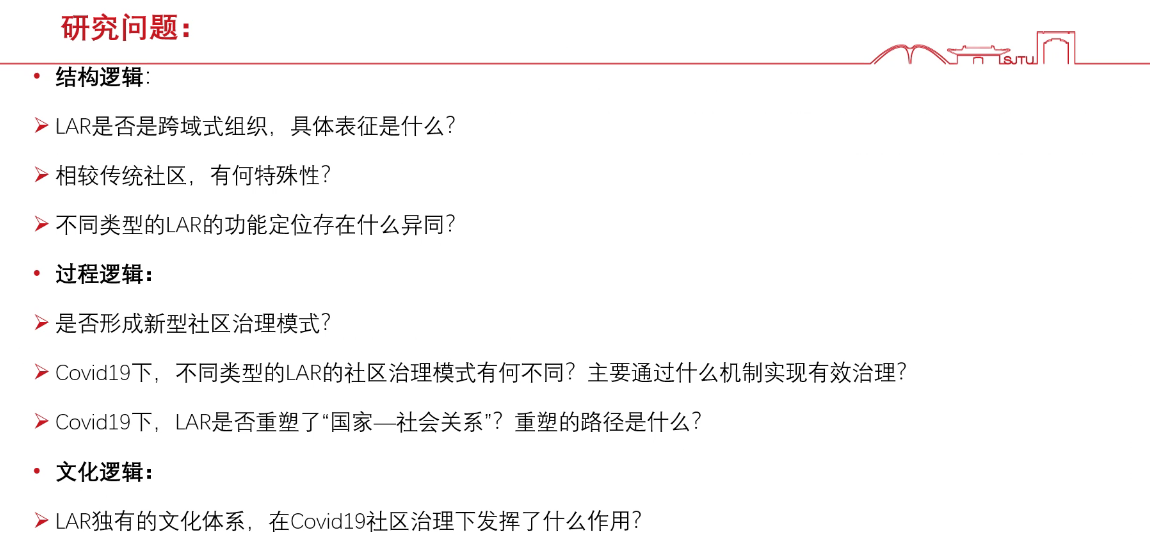 研究问题：
SJTU
• 结构逻辑:
➢ LAR是否是跨域式组织，具体表征是什么？
➢ 相较传统社区，有何特殊性？
➢ 不同类型的LAR的功能定位存在什么异同？
• 过程逻辑：
➢ 是否形成新型社区治理模式？
➢ Covid19下，不同类型的LAR的社区治理模式有何不同？主要通过什么机制实现有效治理？
➢ Covid19下，LAR是否重塑了“国家—社会关系”？重塑的路径是什么？
• 文化逻辑：
➢ LAR独有的文化体系，在Covid19社区治理下发挥了什么作用？